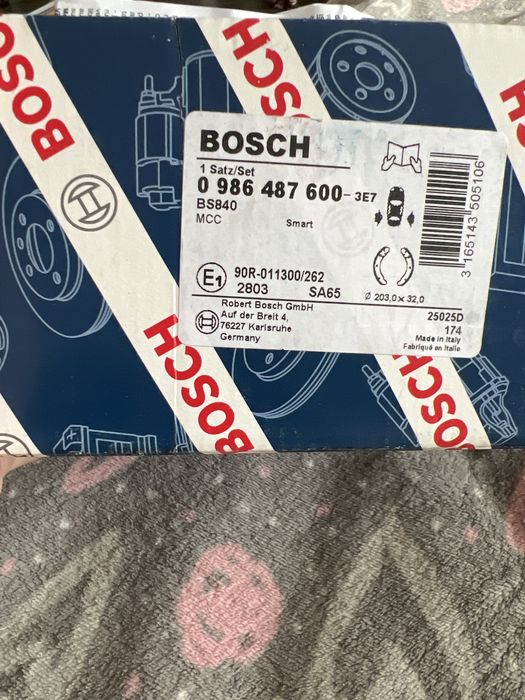 BOSCH
BOSCH
BOSCH
BOSCH
1 Satz/Set
0 986 487 600 - 3E7
BS840
MCC Smart
E1 90R-011300/262
2803 SA65
Ø 203,0 x 32,0
Robert Bosch GmbH
Auf der Breit 4,
76227 Karlsruhe
Germany
25025D
174
Made in Italy
Fabriqué en Italie
3 165143 505106
BOSCH
BOSCH